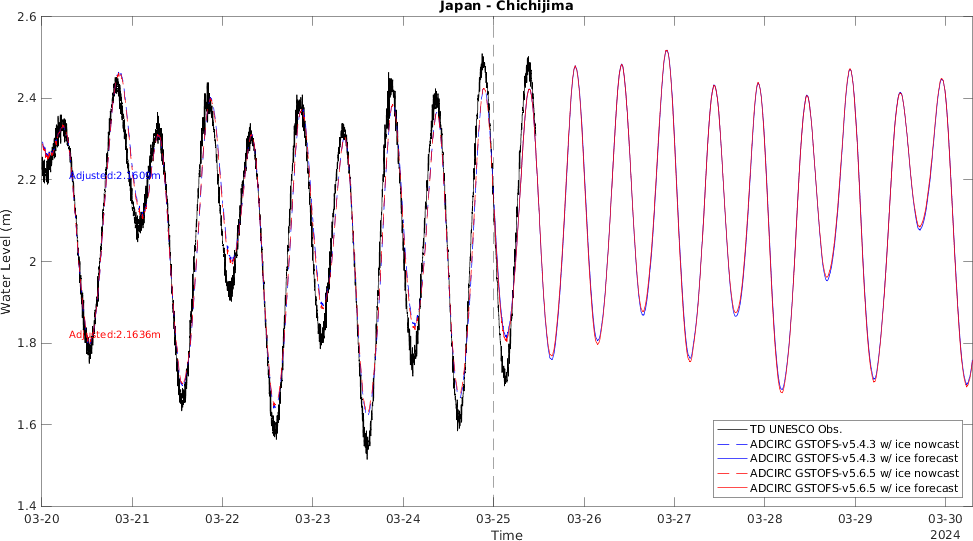 Japan - Chichijima
2.6
2.4
2.2
2
1.8
1.6
1.4
Water Level (m)
Adjusted:2.1609m
Adjusted:2.1636m
TD UNESCO Obs.
ADCIRC GSTOFS-v5.4.3 w/ ice nowcast
ADCIRC GSTOFS-v5.4.3 w/ ice forecast
ADCIRC GSTOFS-v5.6.5 w/ ice nowcast
ADCIRC GSTOFS-v5.6.5 w/ ice forecast
03-20 03-21 03-22 03-23 03-24 03-25 03-26 03-27 03-28 03-29 03-30
Time
2024